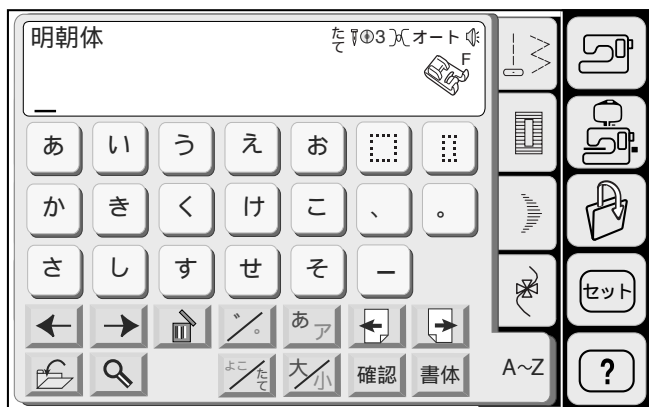 明朝体 たて 3 オート
F
あ い う え お
か き く け こ 、 。
さ し す せ そ ー
゛/。 あ/ア
よこ/たて 大/小 確認 書体
A~Z
セット
?